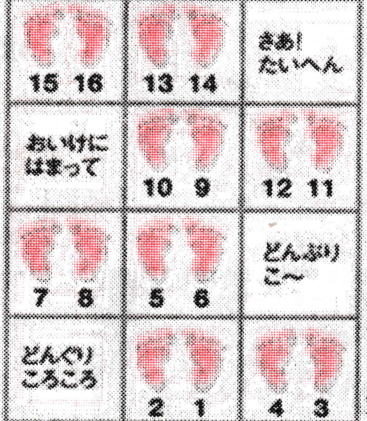 15 16
13 14
さあ!
たいへん
おいけに
はまって
10 9
12 11
7 8
5 6
どんぶり
こ〜
どんぐり
ころころ
2 1
4 3